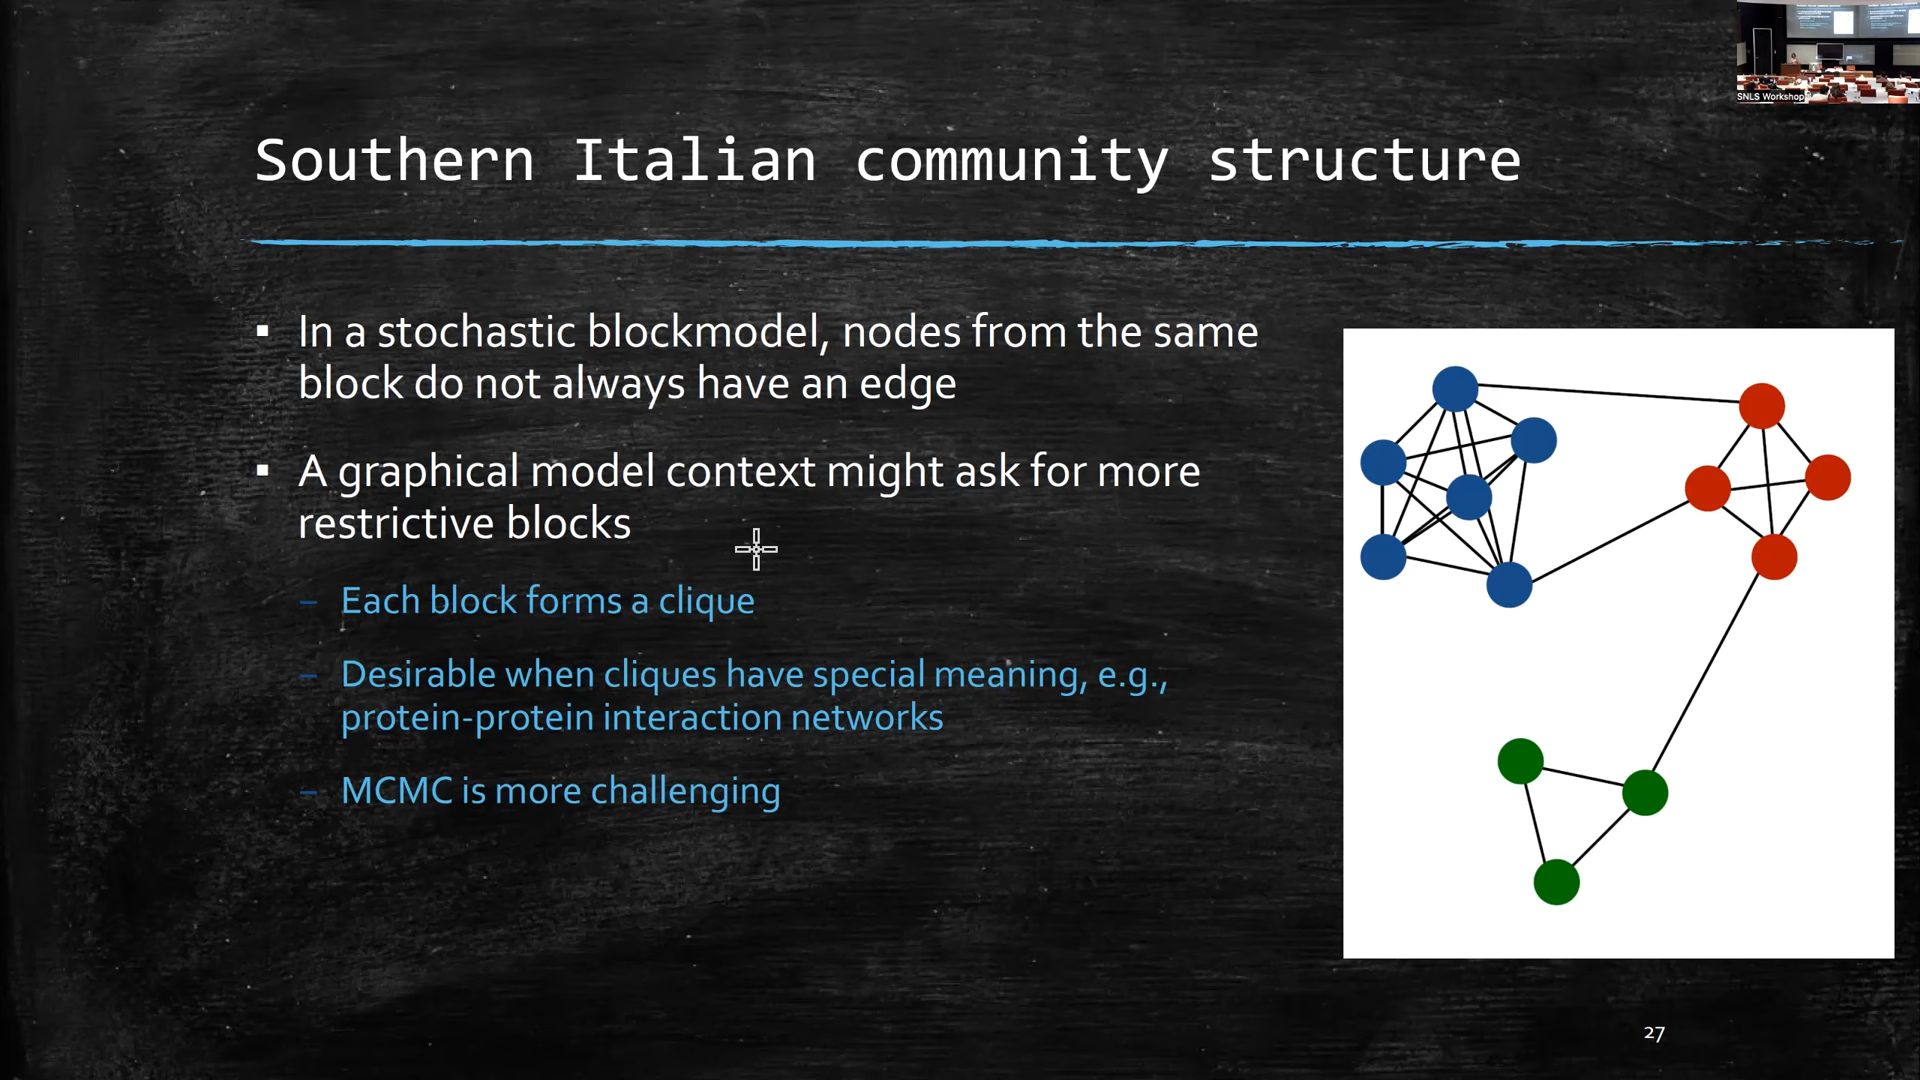 SNLS Workshop
Southern Italian community structure
▪ In a stochastic blockmodel, nodes from the same
block do not always have an edge
▪ A graphical model context might ask for more
restrictive blocks
– Each block forms a clique
– Desirable when cliques have special meaning, e.g.,
protein-protein interaction networks
– MCMC is more challenging
27